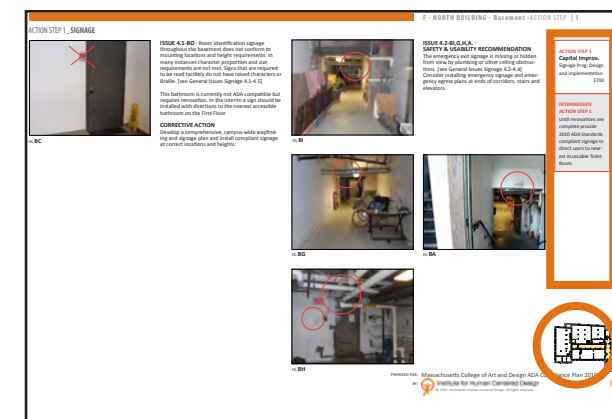 F - NORTH BUILDING - Basement -ACTION STEP | 1
ACTION STEP 1_SIGNAGE
ISSUE 4.1-BD - Room identification signage
throughout the basement does not conform to
mounting locations and height requirements. In
many instances character proportion and size
requirements are not met. Signs that are required
to be read tactilely do not have raised characters or
Braille. [see General Issues Signage 4.1-4.5]
This bathroom is currently not ADA compatible but
requires renovation. In the interim a sign should be
installed with directions to the nearest accessible
bathroom on the First Floor.
CORRECTIVE ACTION
Develop a comprehensive, campus-wide wayfind-
ing and signage plan and install compliant signage
at correct locations and heights.
FIG. BC
FIG. BI
FIG. BG
FIG. BH
ISSUE 4.2-BI,G,H,A.
SAFETY & USABILITY RECOMMENDATION
The emergency exit signage is missing or hidden
from view by plumbing or other ceiling obstruc-
tions. [see General Issues Signage 4.2-4.4]
Consider installing emergency signage and emer-
gency egress plans at ends of corridors, stairs and
elevators.
FIG. BA
ACTION STEP 1
Capital Improv.
Signage-Prog. Design
and implementation
$700
INTERMEDIATE
ACTION STEP 1
Until renovations are
complete provide
2010 ADA Standards
compliant signage to
direct users to near-
est Accessible Toilet
Room.
PREPARED FOR: Massachusetts College of Art and Design ADA Compliance Plan
BY: Institute for Human Centered Design